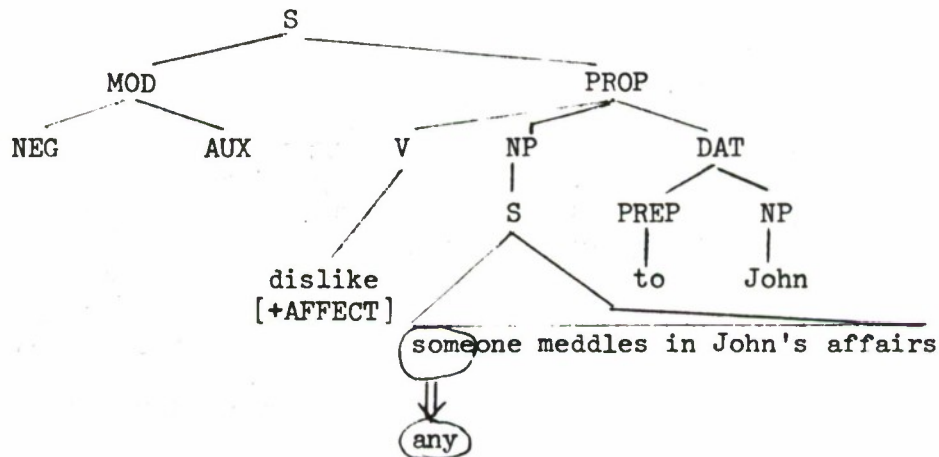 S
MOD PROP
NEG AUX V NP DAT
S PREP NP
dislike to John
[+AFFECT]
someone meddles in John's affairs
any